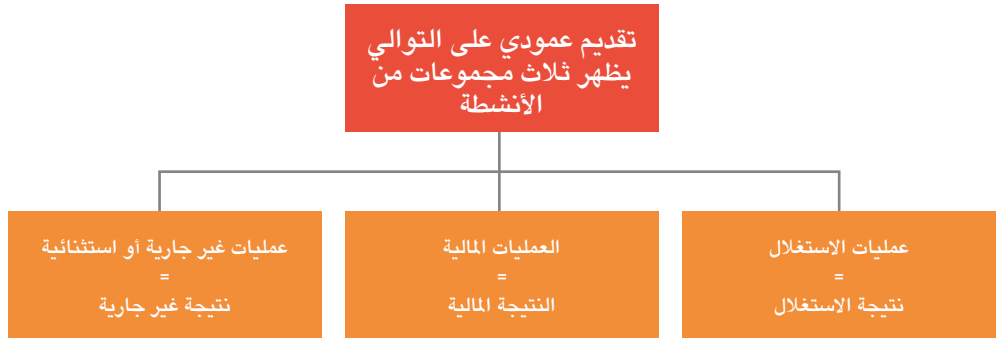 تقديم عمودي على التوالي
يظهر ثلاث مجموعات من
الأنشطة
عمليات الاستغلال
=
نتيجة الاستغلال
العمليات المالية
=
النتيجة المالية
عمليات غير جارية أو استثنائية
=
نتيجة غير جارية